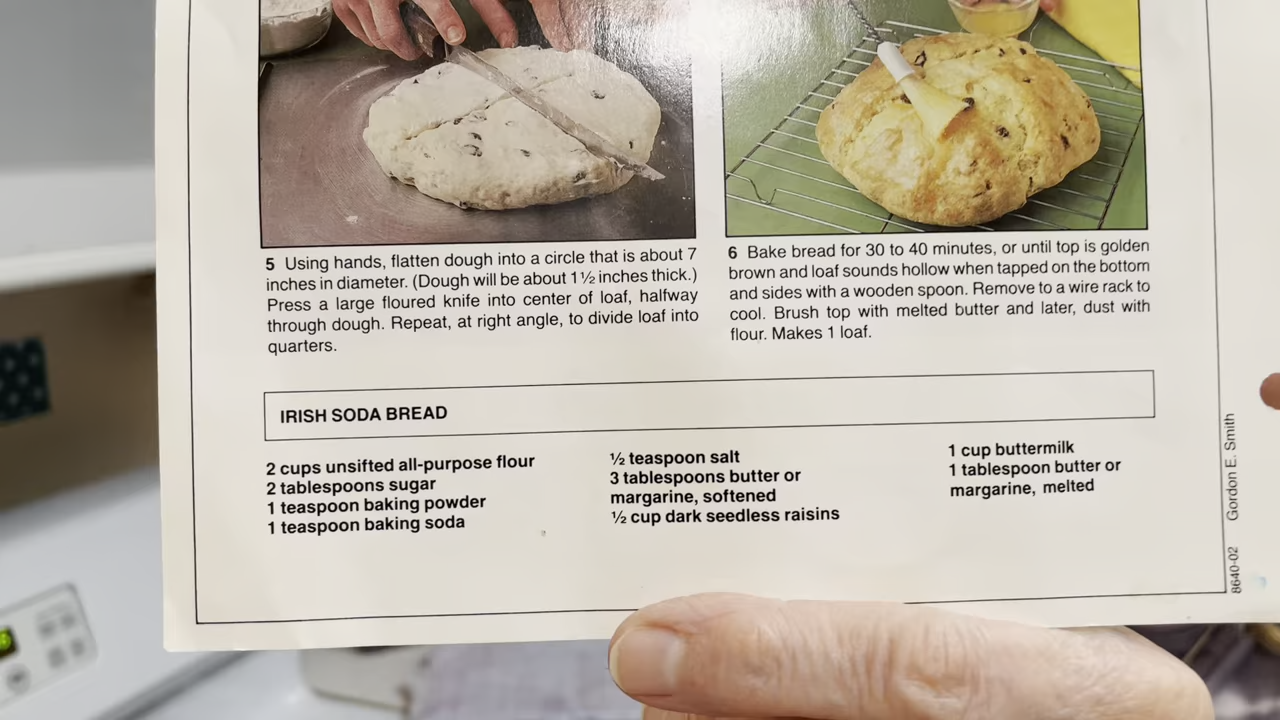 5 Using hands, flatten dough into a circle that is about 7
inches in diameter. (Dough will be about 1½ inches thick.)
Press a large floured knife into center of loaf, halfway
through dough. Repeat, at right angle, to divide loaf into
quarters.
6 Bake bread for 30 to 40 minutes, or until top is golden
brown and loaf sounds hollow when tapped on the bottom
and sides with a wooden spoon. Remove to a wire rack to
cool. Brush top with melted butter and later, dust with
flour. Makes 1 loaf.
IRISH SODA BREAD
2 cups unsifted all-purpose flour
2 tablespoons sugar
1 teaspoon baking powder
1 teaspoon baking soda
½ teaspoon salt
3 tablespoons butter or
margarine, softened
½ cup dark seedless raisins
1 cup buttermilk
1 tablespoon butter or
margarine, melted
8640-02 Gordon E. Smith